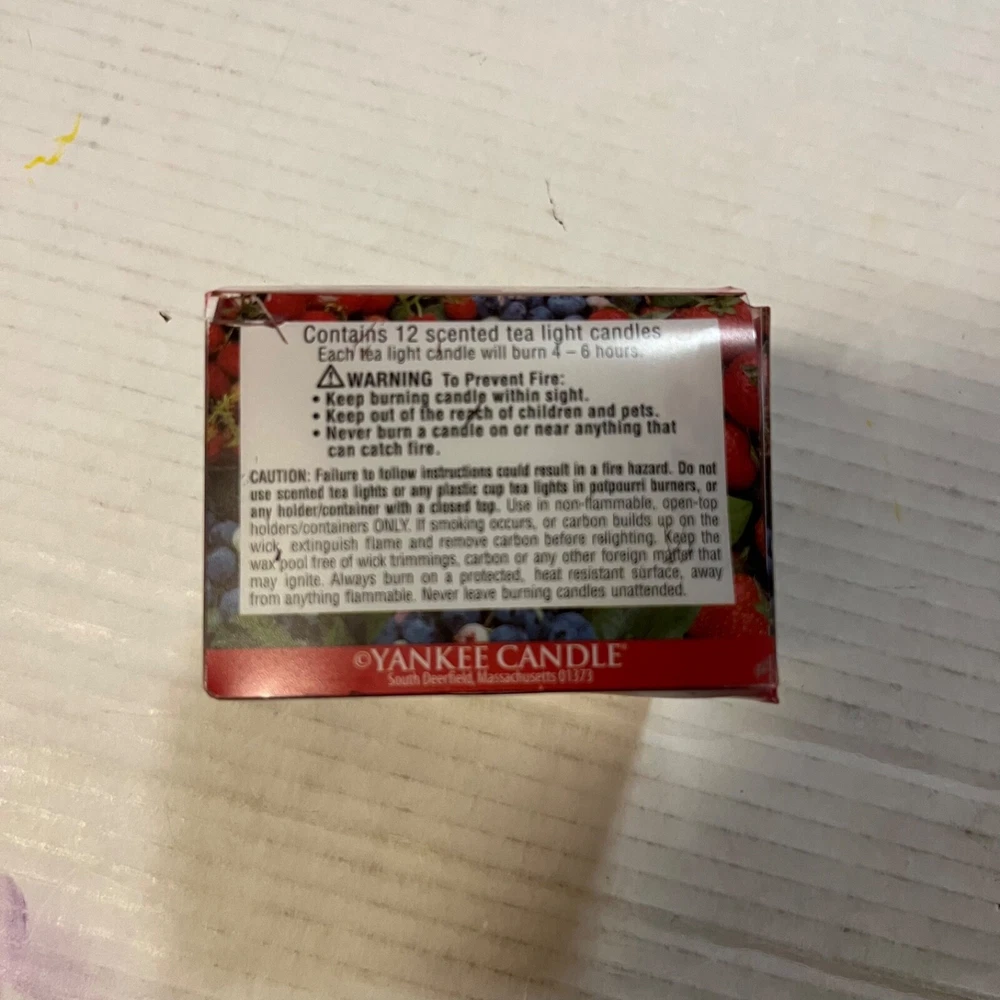 Contains 12 scented tea light candles
Each tea light candle will burn 4 – 6 hours.
⚠WARNING To Prevent Fire:
• Keep burning candle within sight.
• Keep out of the reach of children and pets.
• Never burn a candle on or near anything that
can catch fire.
CAUTION: Failure to follow instructions could result in a fire hazard. Do not
use scented tea lights or any plastic cup tea lights in potpourri burners, or
any holder/container with a closed top. Use in non-flammable, open-top
holders/containers ONLY. If smoking occurs, or carbon builds up on the
wick, extinguish flame and remove carbon before relighting. Keep the
wax pool free of wick trimmings, carbon or any other foreign matter that
may ignite. Always burn on a protected, heat resistant surface, away
from anything flammable. Never leave burning candles unattended.
©YANKEE CANDLE®
South Deerfield, Massachusetts 01373